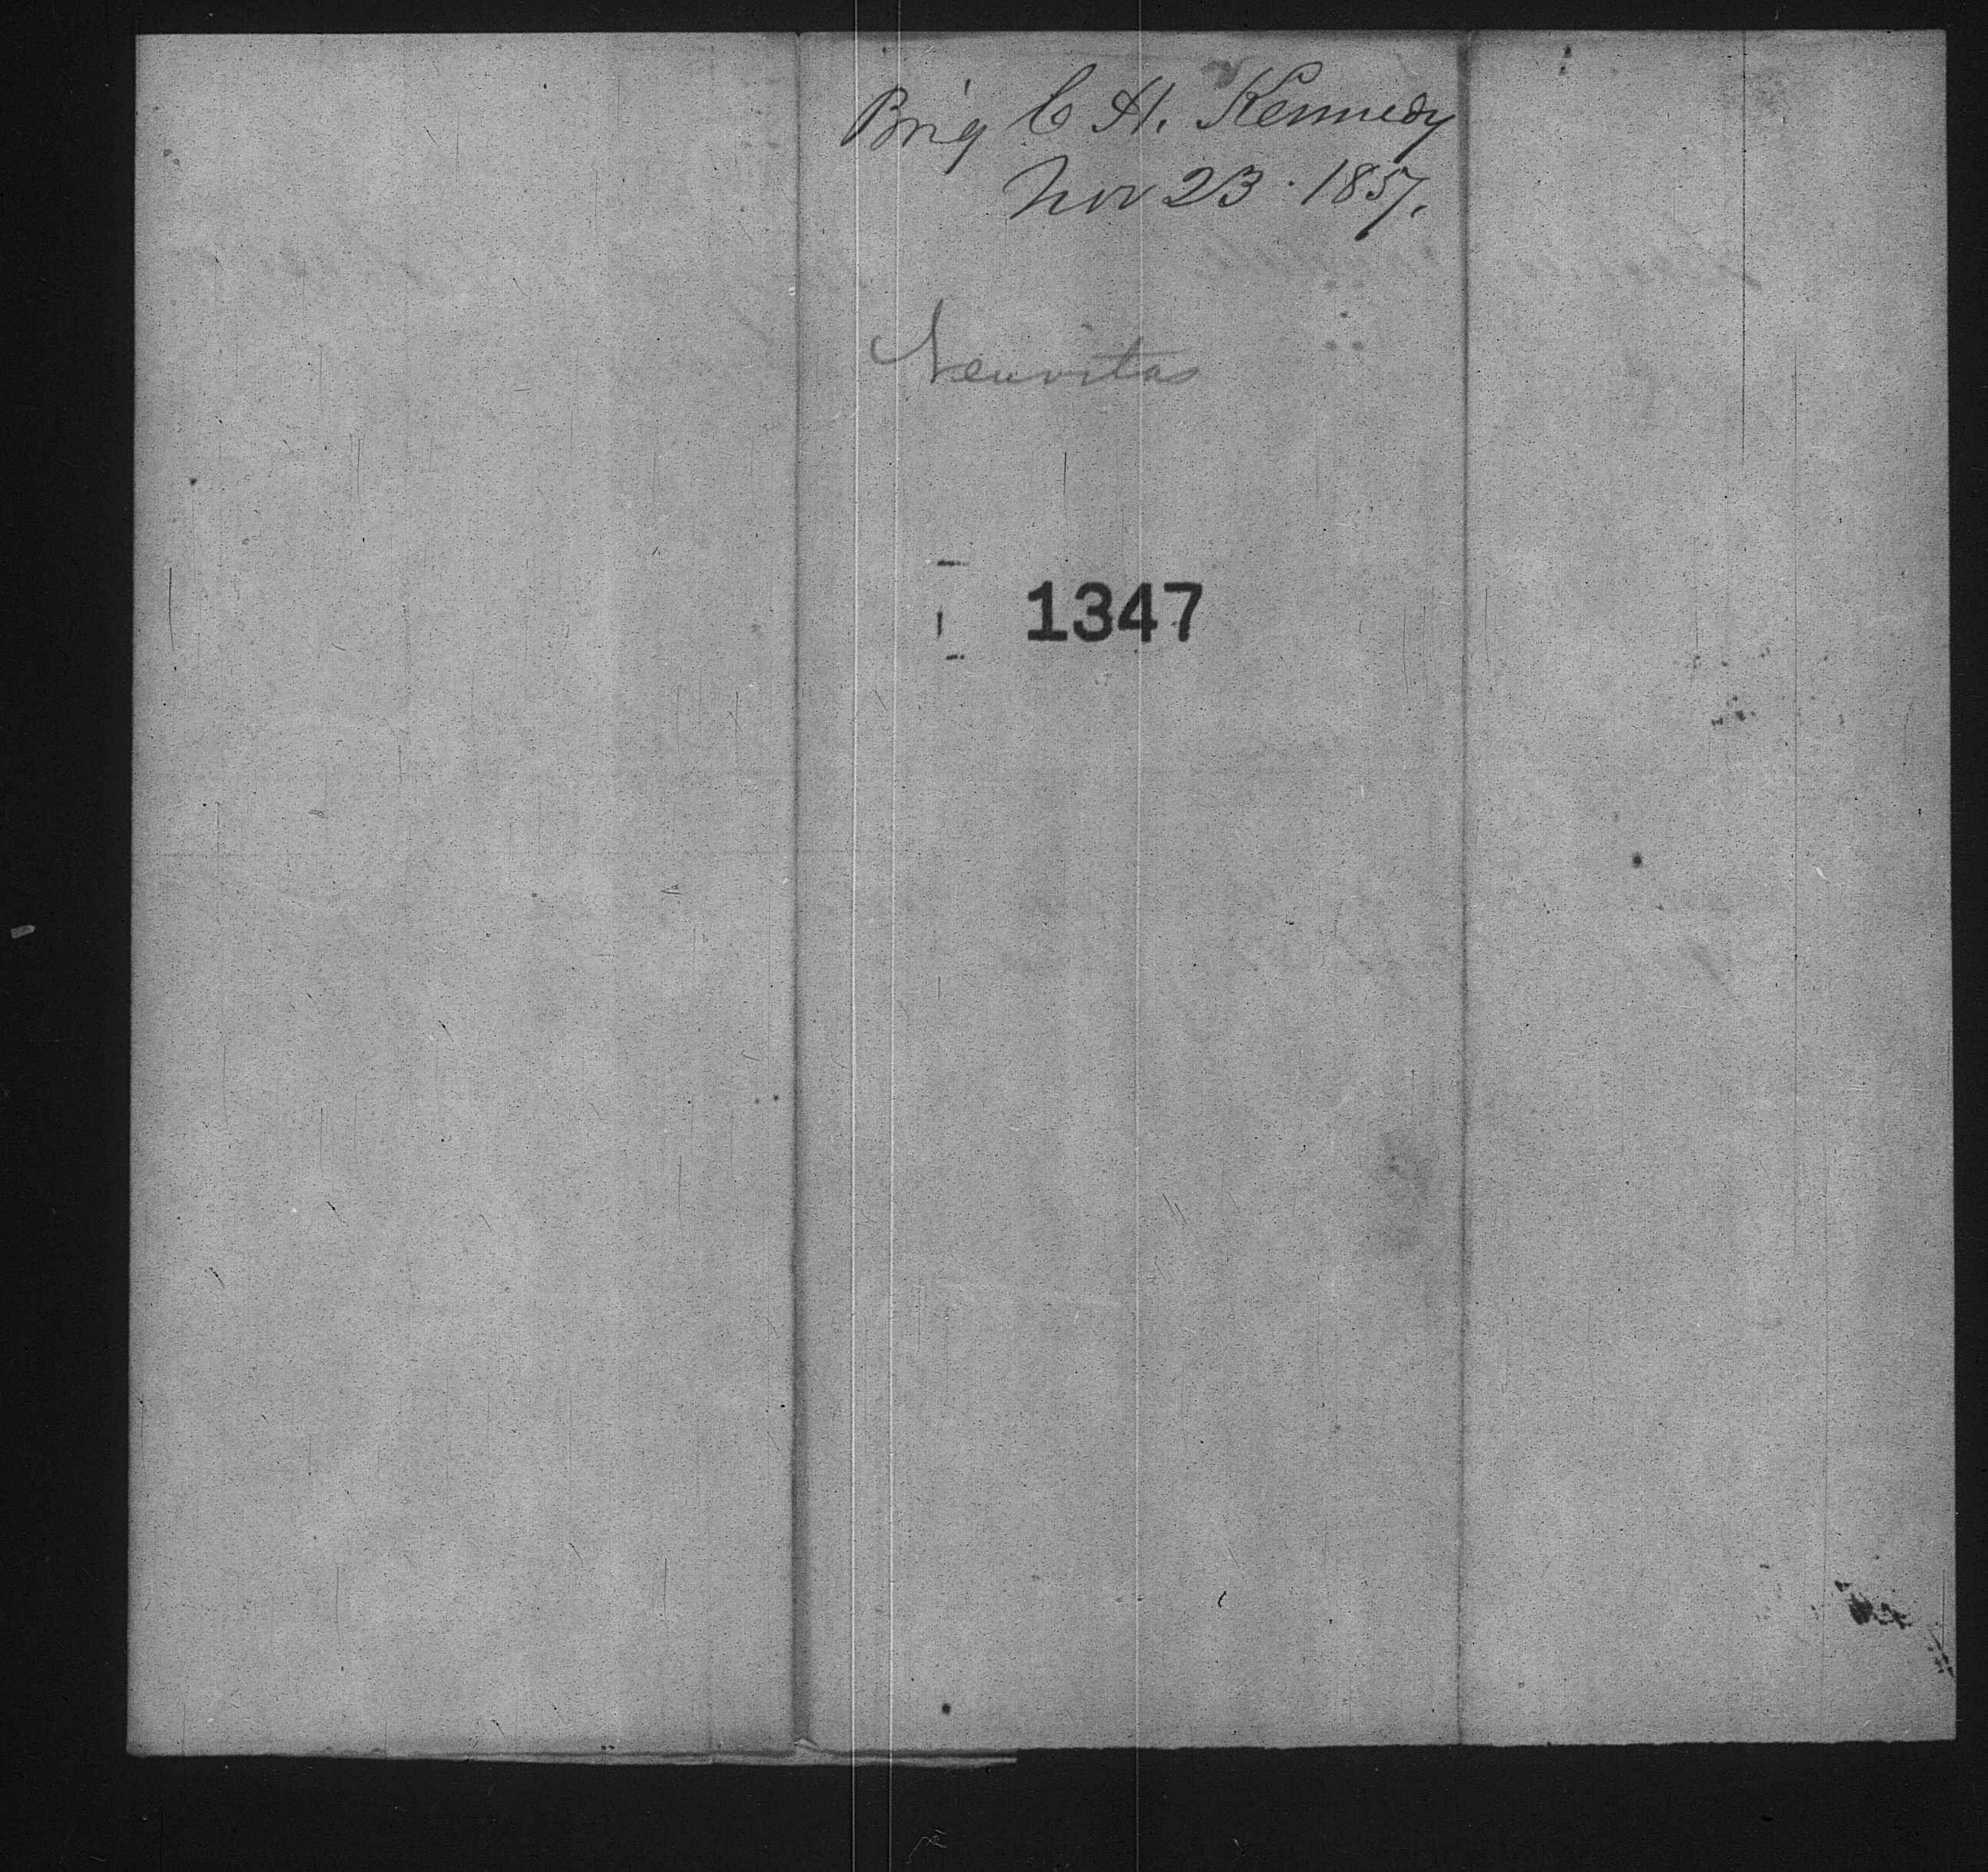 Brig C H. Kennedy
Nov 23. 1857.
Neuvitas
1347